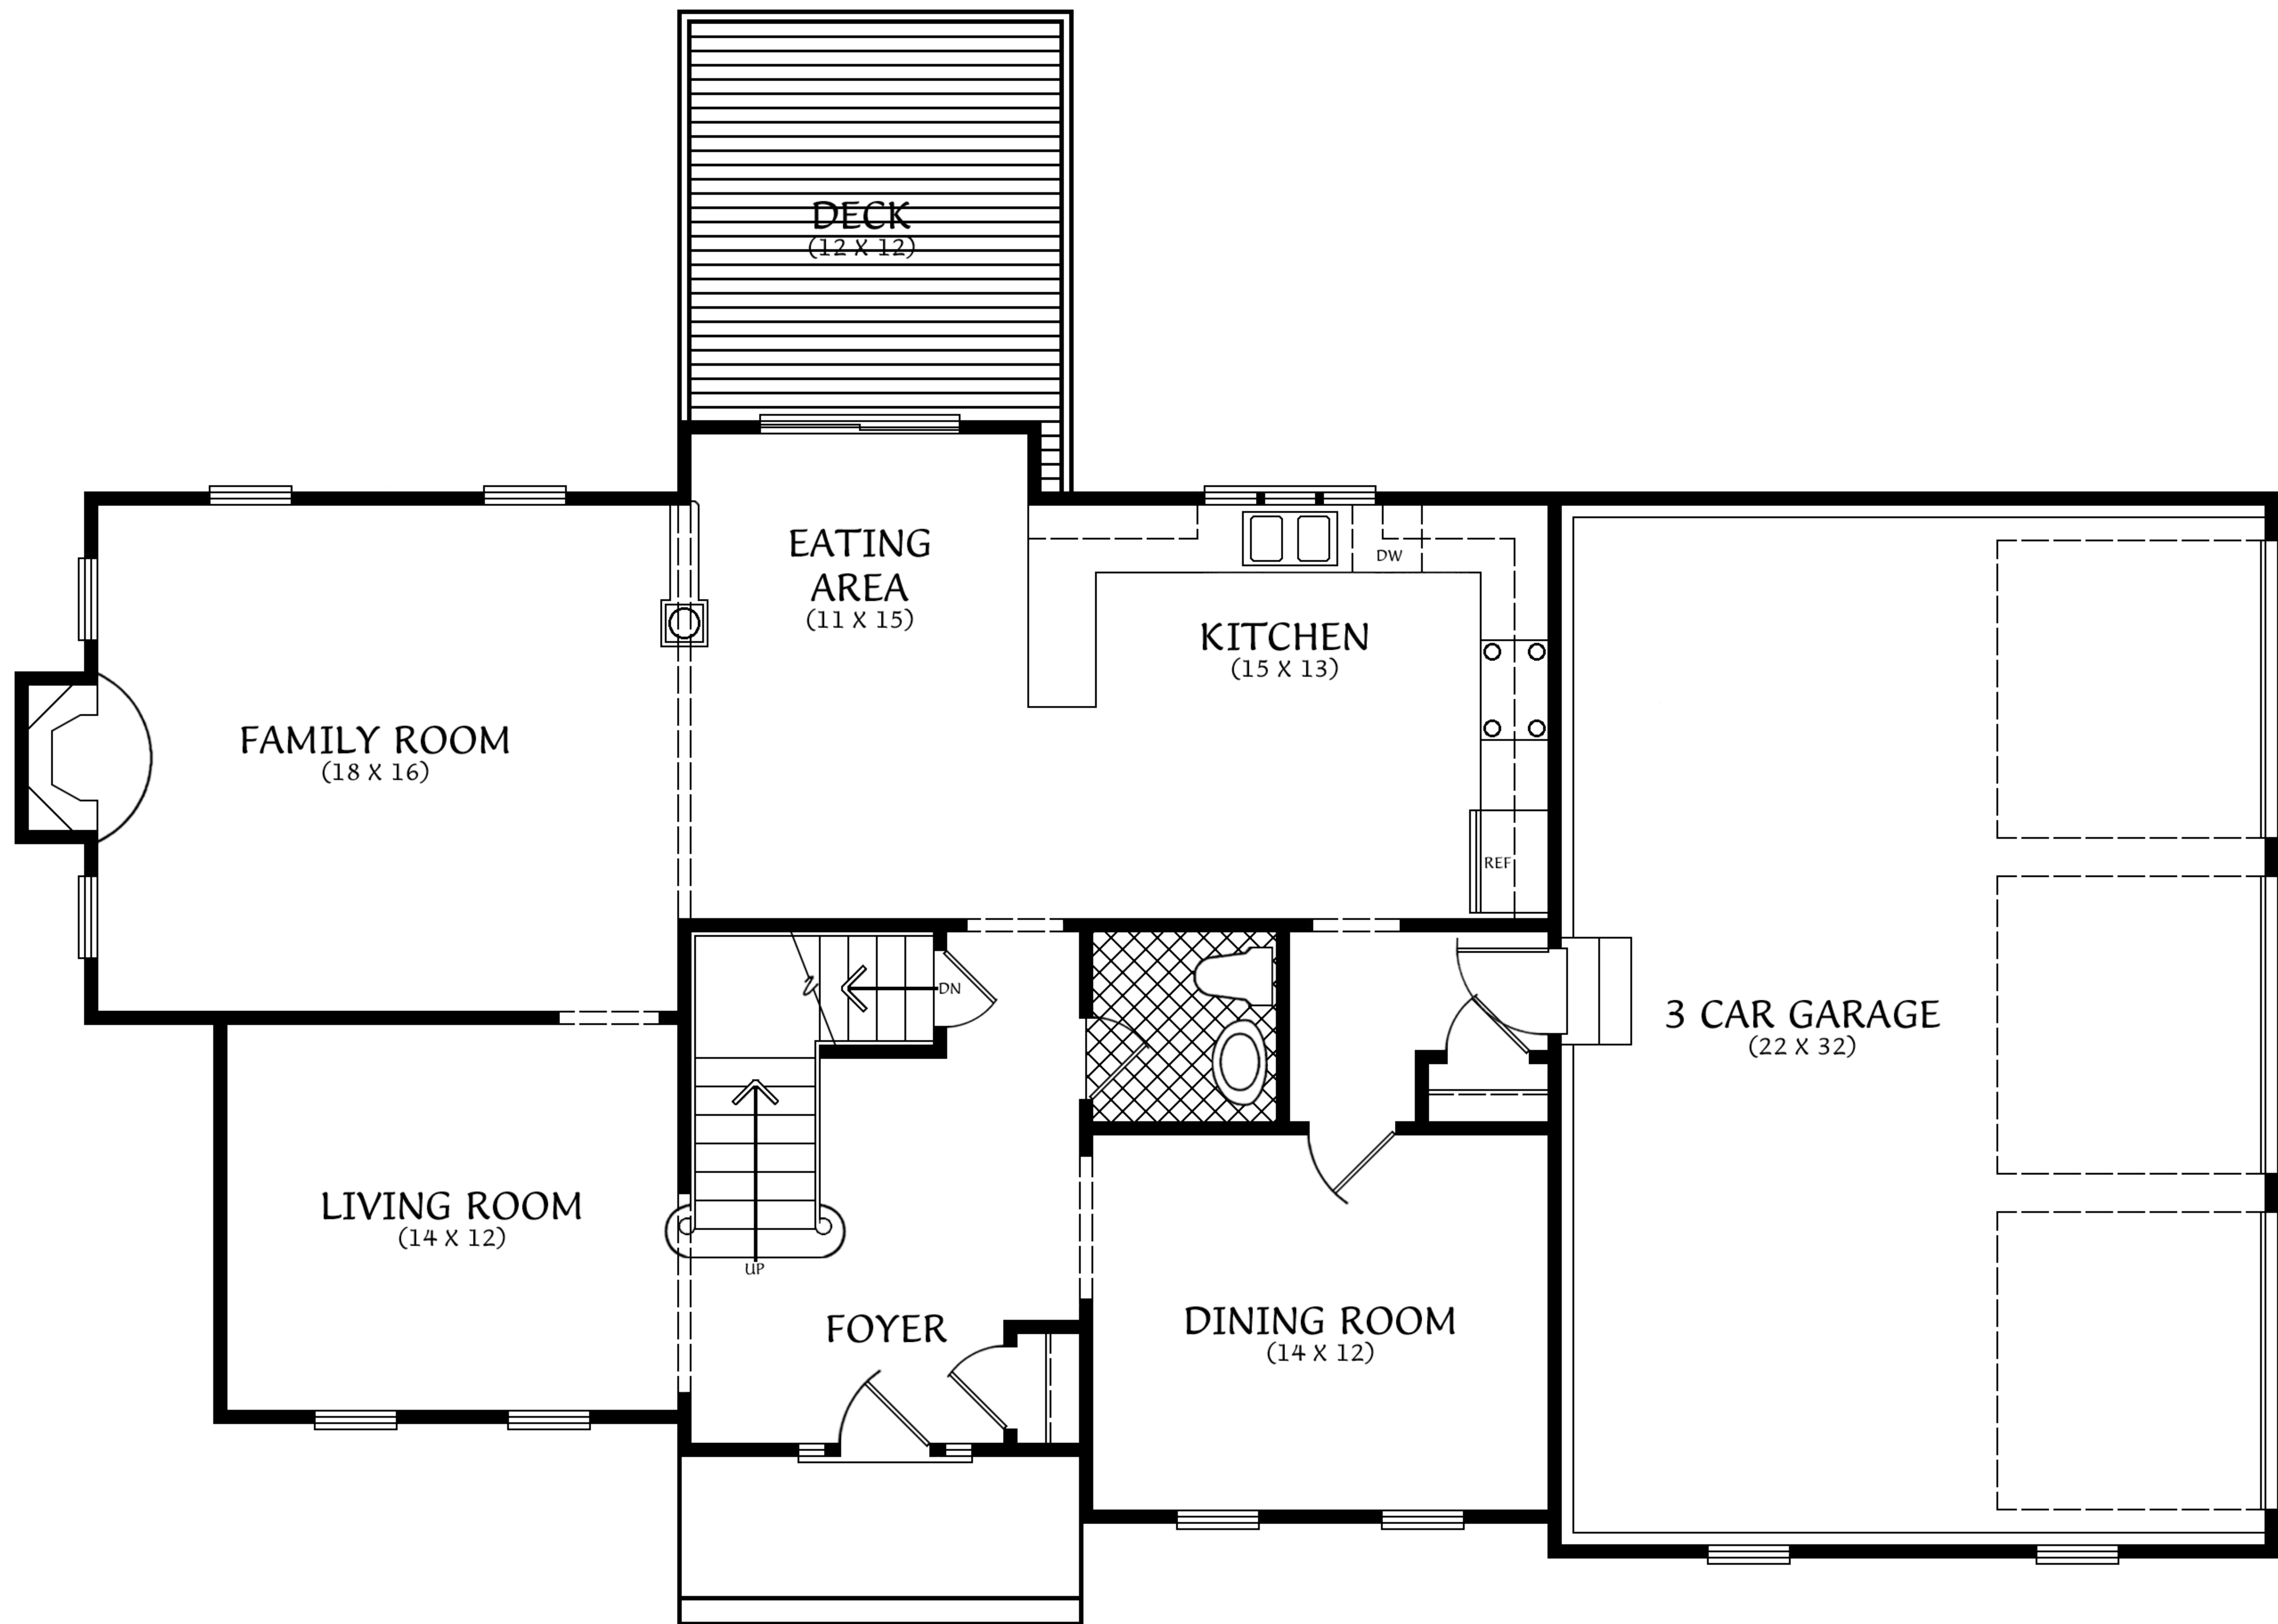 DECK
(12 X 12)
EATING
AREA
(11 X 15)
DW
KITCHEN
(15 X 13)
FAMILY ROOM
(18 X 16)
REF
DN
3 CAR GARAGE
(22 X 32)
LIVING ROOM
(14 X 12)
UP
FOYER
DINING ROOM
(14 X 12)